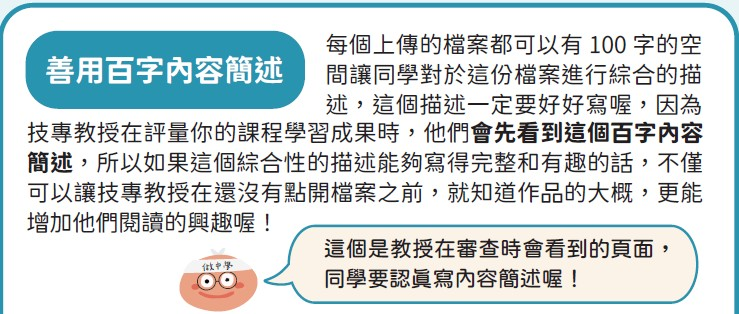 善用百字內容簡述
每個上傳的檔案都可以有 100 字的空
間讓同學對於這份檔案進行綜合的描
述，這個描述一定要好好寫喔，因為
技專教授在評量你的課程學習成果時，他們會先看到這個百字內容
簡述，所以如果這個綜合性的描述能夠寫得完整和有趣的話，不僅
可以讓技專教授在還沒有點開檔案之前，就知道作品的大概，更能
增加他們閱讀的興趣喔！
這個是教授在審查時會看到的頁面，
同學要認真寫內容簡述喔！
做中學